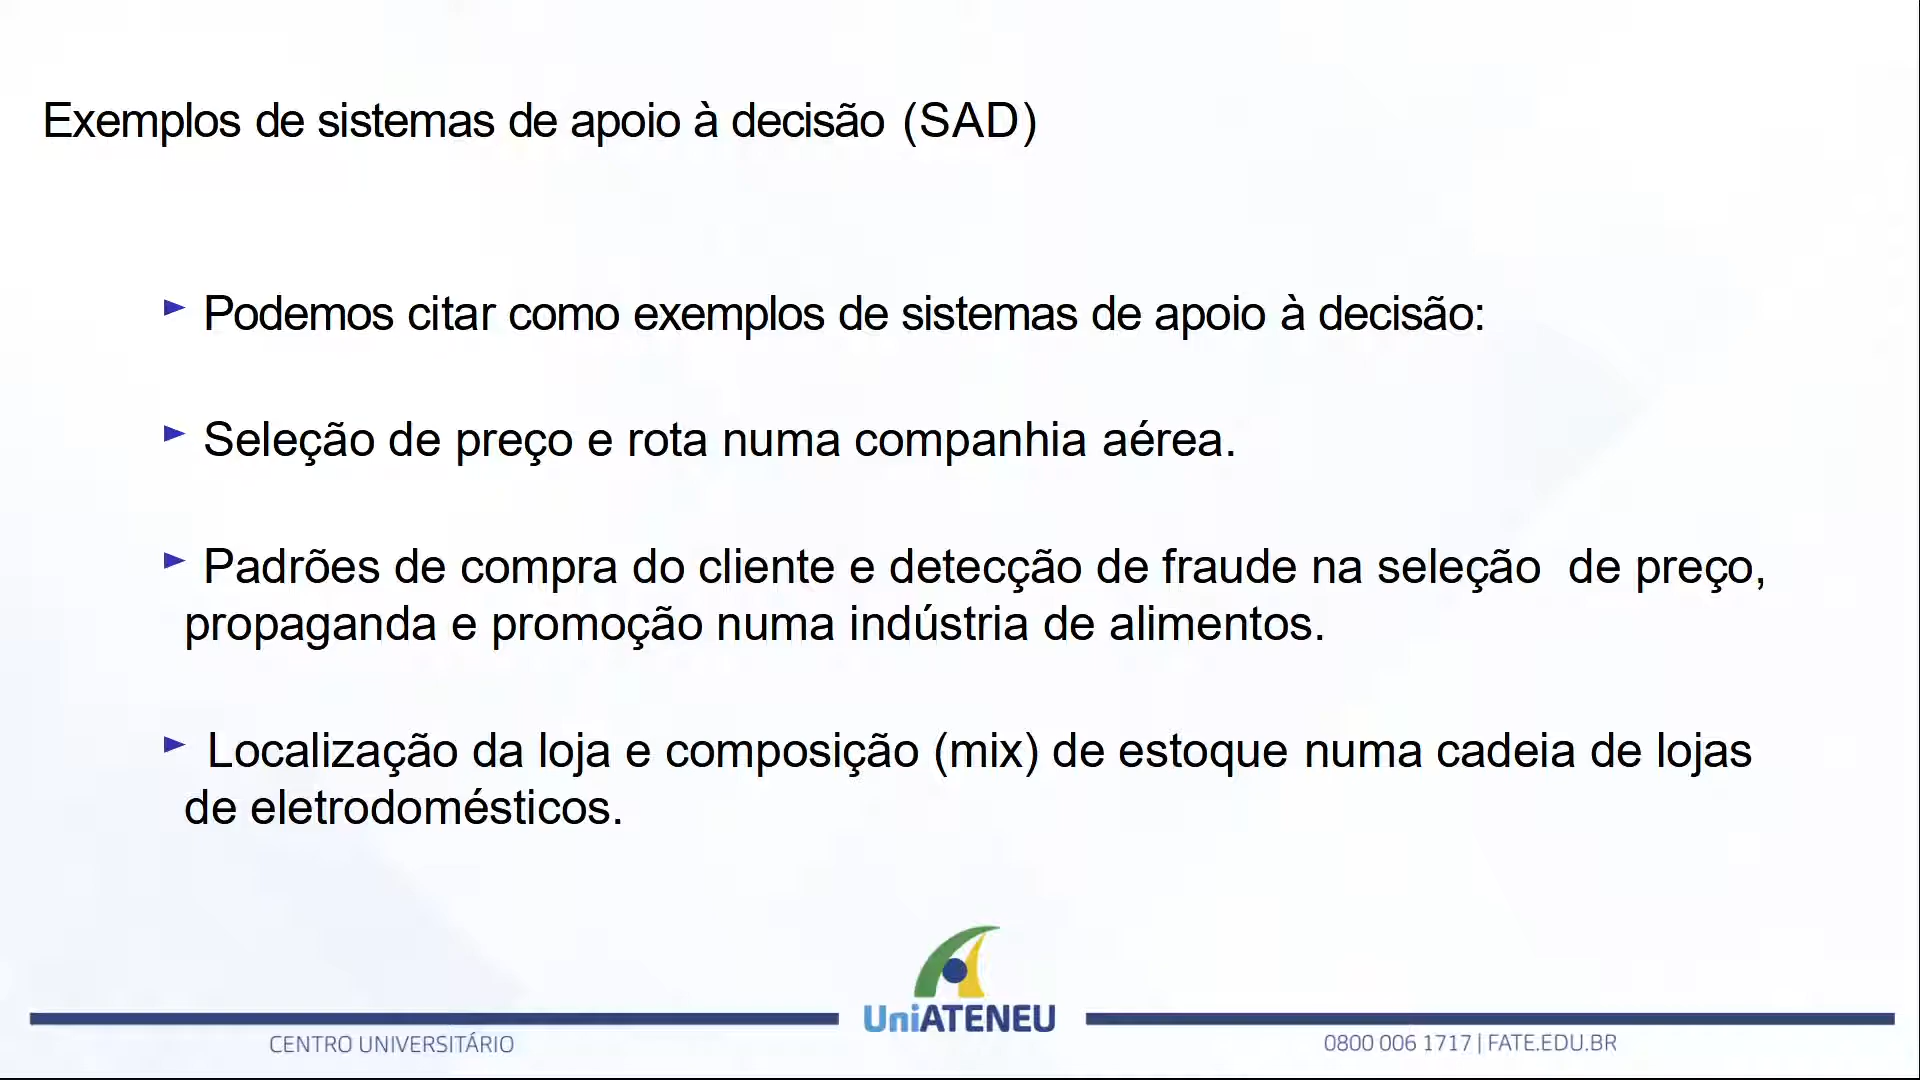 Exemplos de sistemas de apoio à decisão (SAD)
► Podemos citar como exemplos de sistemas de apoio à decisão:
► Seleção de preço e rota numa companhia aérea.
► Padrões de compra do cliente e detecção de fraude na seleção de preço,
propaganda e promoção numa indústria de alimentos.
► Localização da loja e composição (mix) de estoque numa cadeia de lojas
de eletrodomésticos.
UniATENEU
CENTRO UNIVERSITÁRIO
0800 006 1717 | FATE.EDU.BR